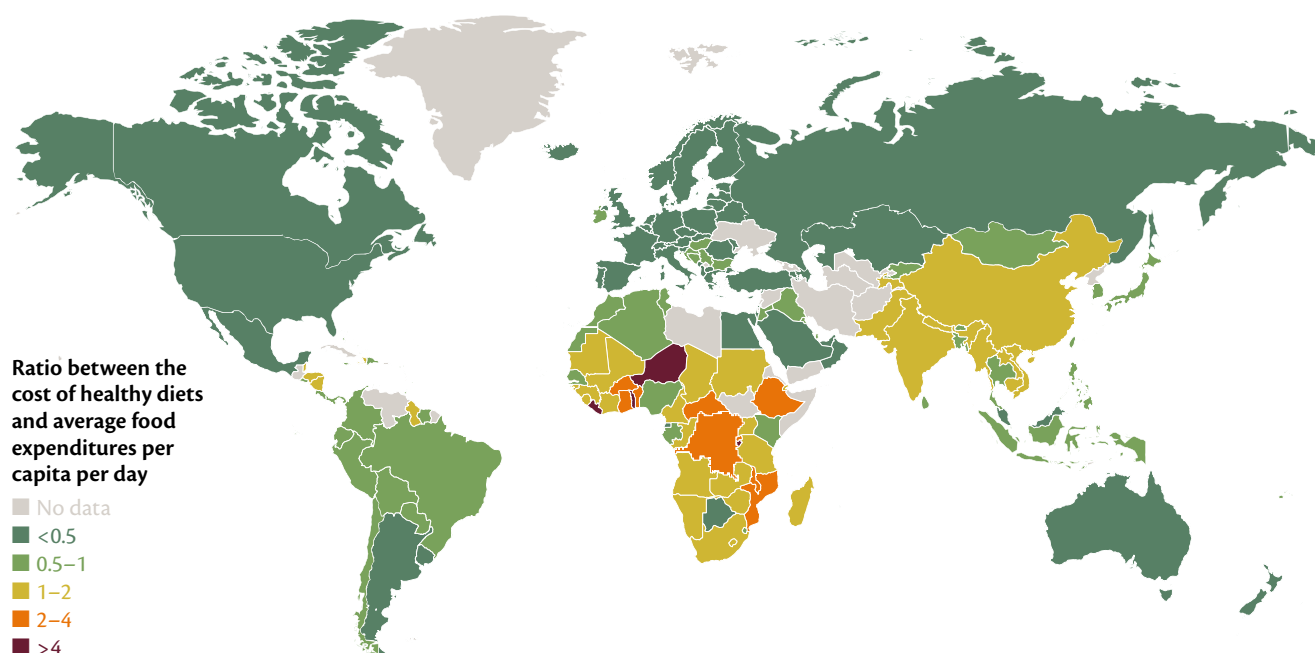 Ratio between the
cost of healthy diets
and average food
expenditures per
capita per day
No data
<0.5
0.5–1
1–2
2–4
>4